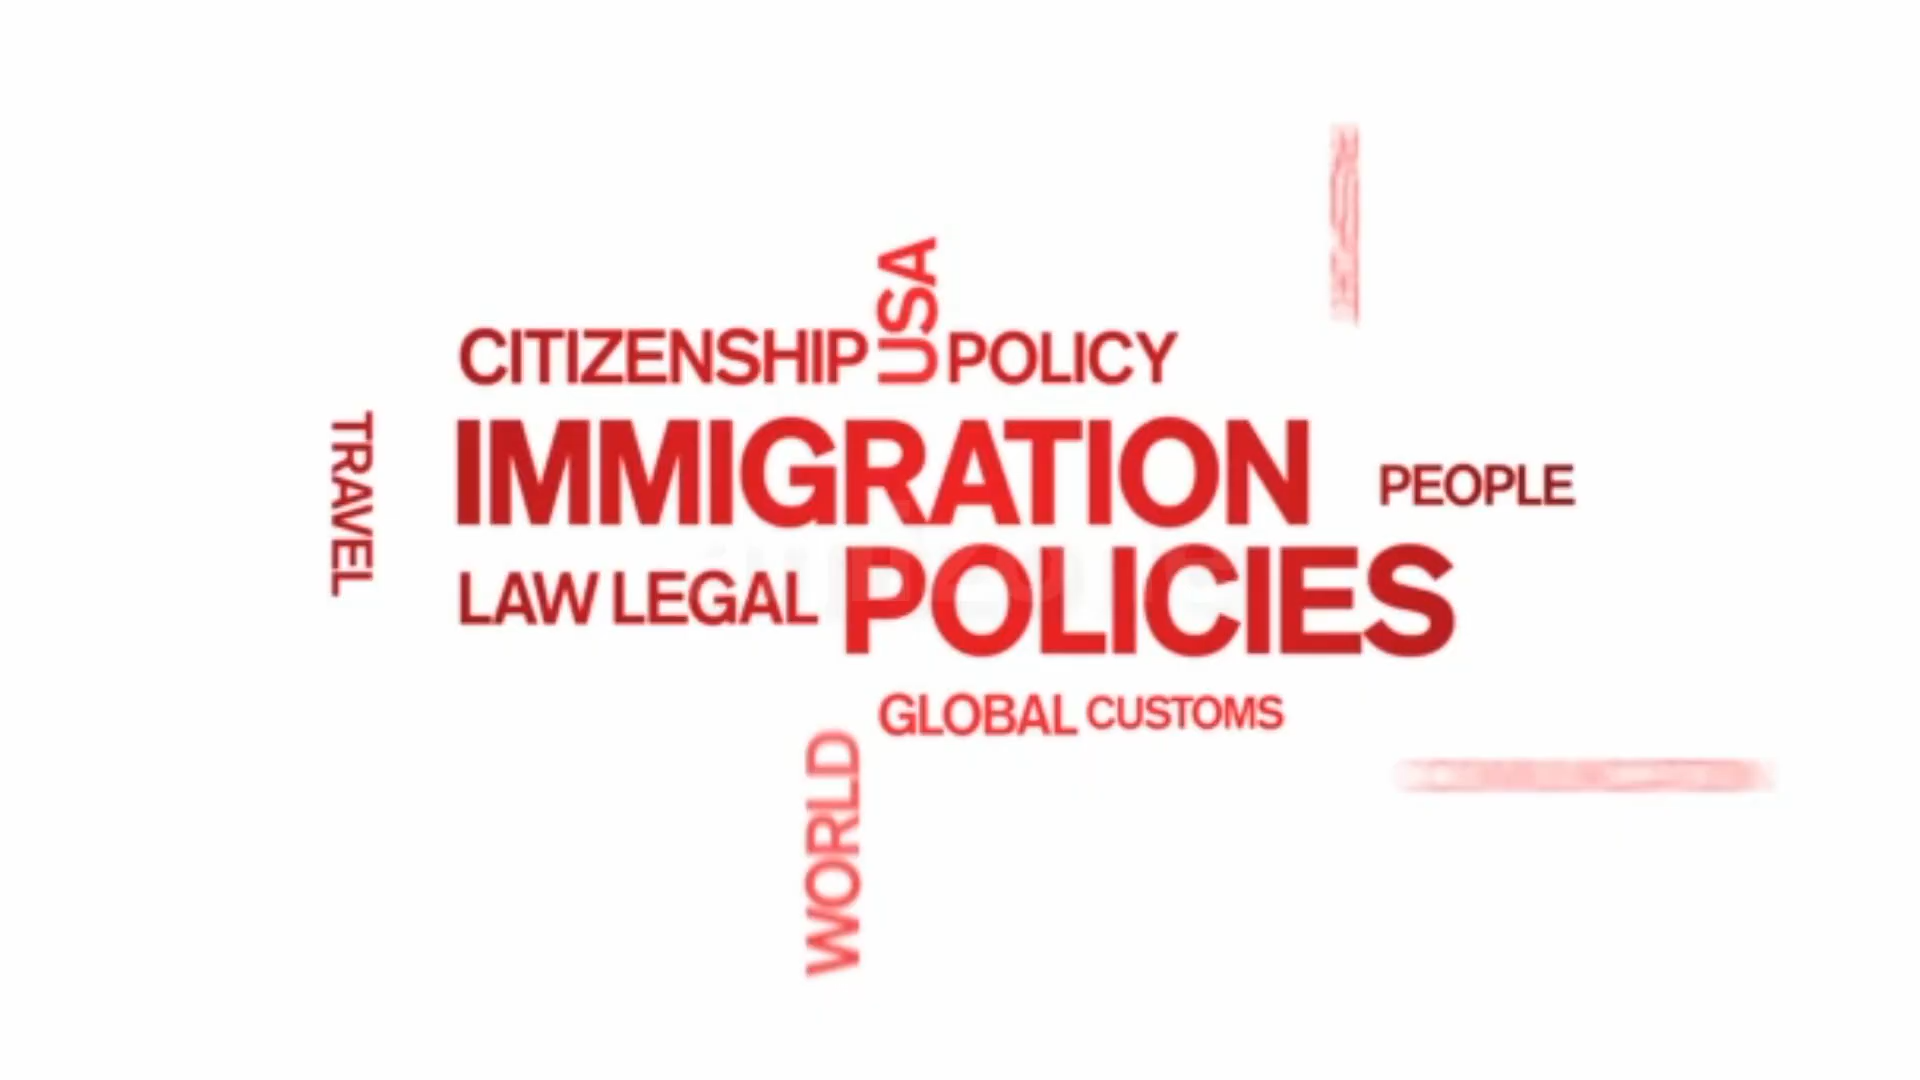 USA
CITIZENSHIP POLICY
TRAVEL
IMMIGRATION
PEOPLE
LAW LEGAL POLICIES
GLOBAL CUSTOMS
WORLD